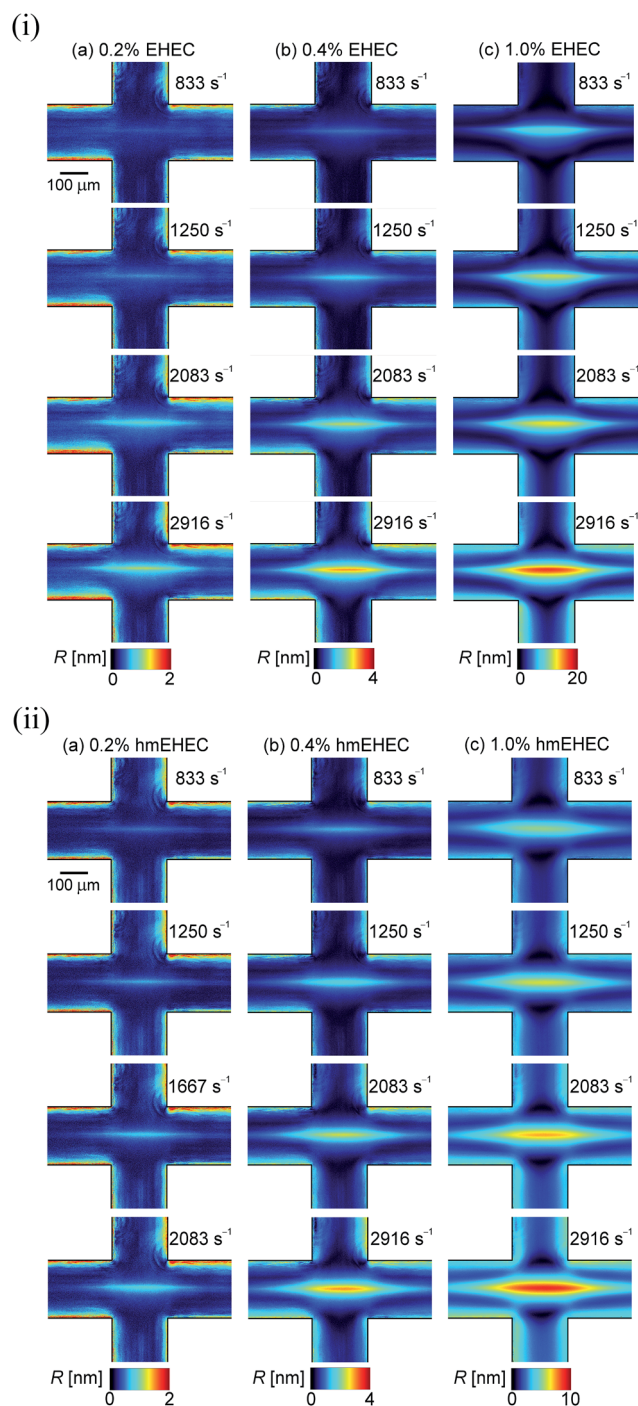 (i)
(a) 0.2% EHEC (b) 0.4% EHEC (c) 1.0% EHEC
833 s⁻¹ 833 s⁻¹ 833 s⁻¹
100 μm
1250 s⁻¹ 1250 s⁻¹ 1250 s⁻¹
2083 s⁻¹ 2083 s⁻¹ 2083 s⁻¹
2916 s⁻¹ 2916 s⁻¹ 2916 s⁻¹
R [nm] R [nm] R [nm]
0 2 0 4 0 20
(ii)
(a) 0.2% hmEHEC (b) 0.4% hmEHEC (c) 1.0% hmEHEC
833 s⁻¹ 833 s⁻¹ 833 s⁻¹
100 μm
1250 s⁻¹ 1250 s⁻¹ 1250 s⁻¹
1667 s⁻¹ 2083 s⁻¹ 2083 s⁻¹
2083 s⁻¹ 2916 s⁻¹ 2916 s⁻¹
R [nm] R [nm] R [nm]
0 2 0 4 0 10